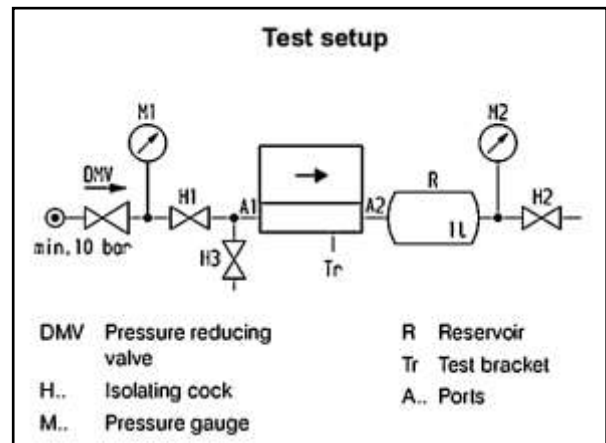 Test setup
M1
M2
DMV
H1
A1
A2
R
H2
1l
min. 10 bar
H3
Tr
DMV Pressure reducing
valve
H.. Isolating cock
M.. Pressure gauge
R Reservoir
Tr Test bracket
A.. Ports